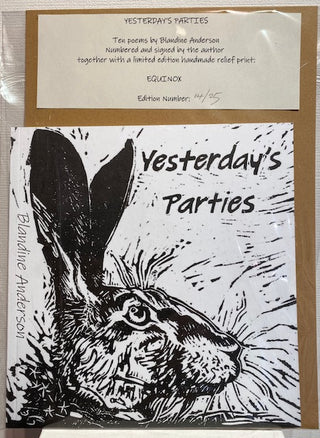 YESTERDAY'S PARTIES
Ten poems by Blandine Anderson
Numbered and signed by the author
together with a limited edition handmade relief print:
EQUINOX
Edition Number: 14/95
Yesterday's
Parties
Blandine Anderson